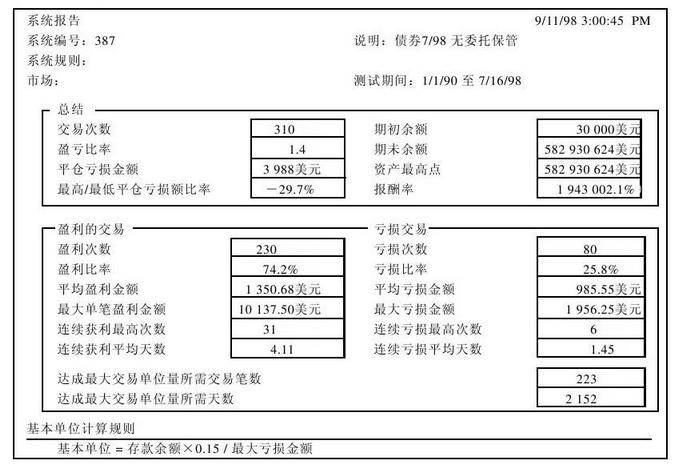 系统报告 9/11/98 3:00:45 PM
系统编号：387 说明：债券7/98 无委托保管
系统规则：
市场： 测试期间：1/1/90 至 7/16/98
总结
交易次数 310 期初余额 30 000美元
盈亏比率 1.4 期末余额 582 930 624美元
平仓亏损金额 3 988美元 资产最高点 582 930 624美元
最高/最低平仓亏损额比率 －29.7% 报酬率 1 943 002.1%
盈利的交易 亏损交易
盈利次数 230 亏损次数 80
盈利比率 74.2% 亏损比率 25.8%
平均盈利金额 1 350.68美元 平均亏损金额 985.55美元
最大单笔盈利金额 10 137.50美元 最大亏损金额 1 956.25美元
连续获利最高次数 31 连续亏损最高次数 6
连续获利平均天数 4.11 连续亏损平均天数 1.45
达成最大交易单位量所需交易笔数 223
达成最大交易单位量所需天数 2 152
基本单位计算规则
基本单位 = 存款余额×0.15 / 最大亏损金额